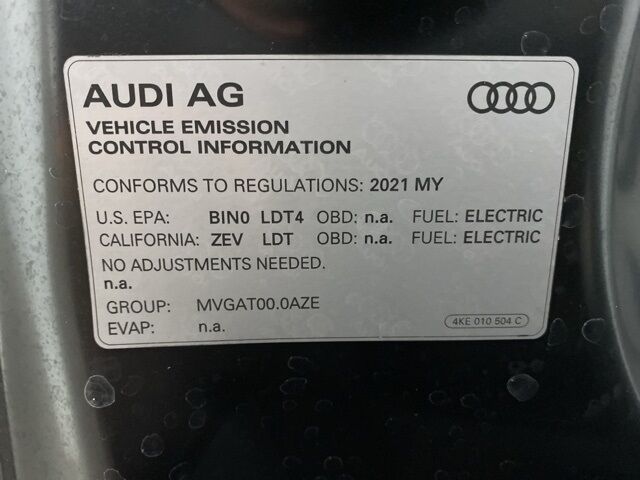 AUDI AG
VEHICLE EMISSION
CONTROL INFORMATION
CONFORMS TO REGULATIONS: 2021 MY
U.S. EPA: BIN0 LDT4 OBD: n.a. FUEL: ELECTRIC
CALIFORNIA: ZEV LDT OBD: n.a. FUEL: ELECTRIC
NO ADJUSTMENTS NEEDED.
n.a.
GROUP: MVGAT00.0AZE
EVAP: n.a.
4KE 010 504 C